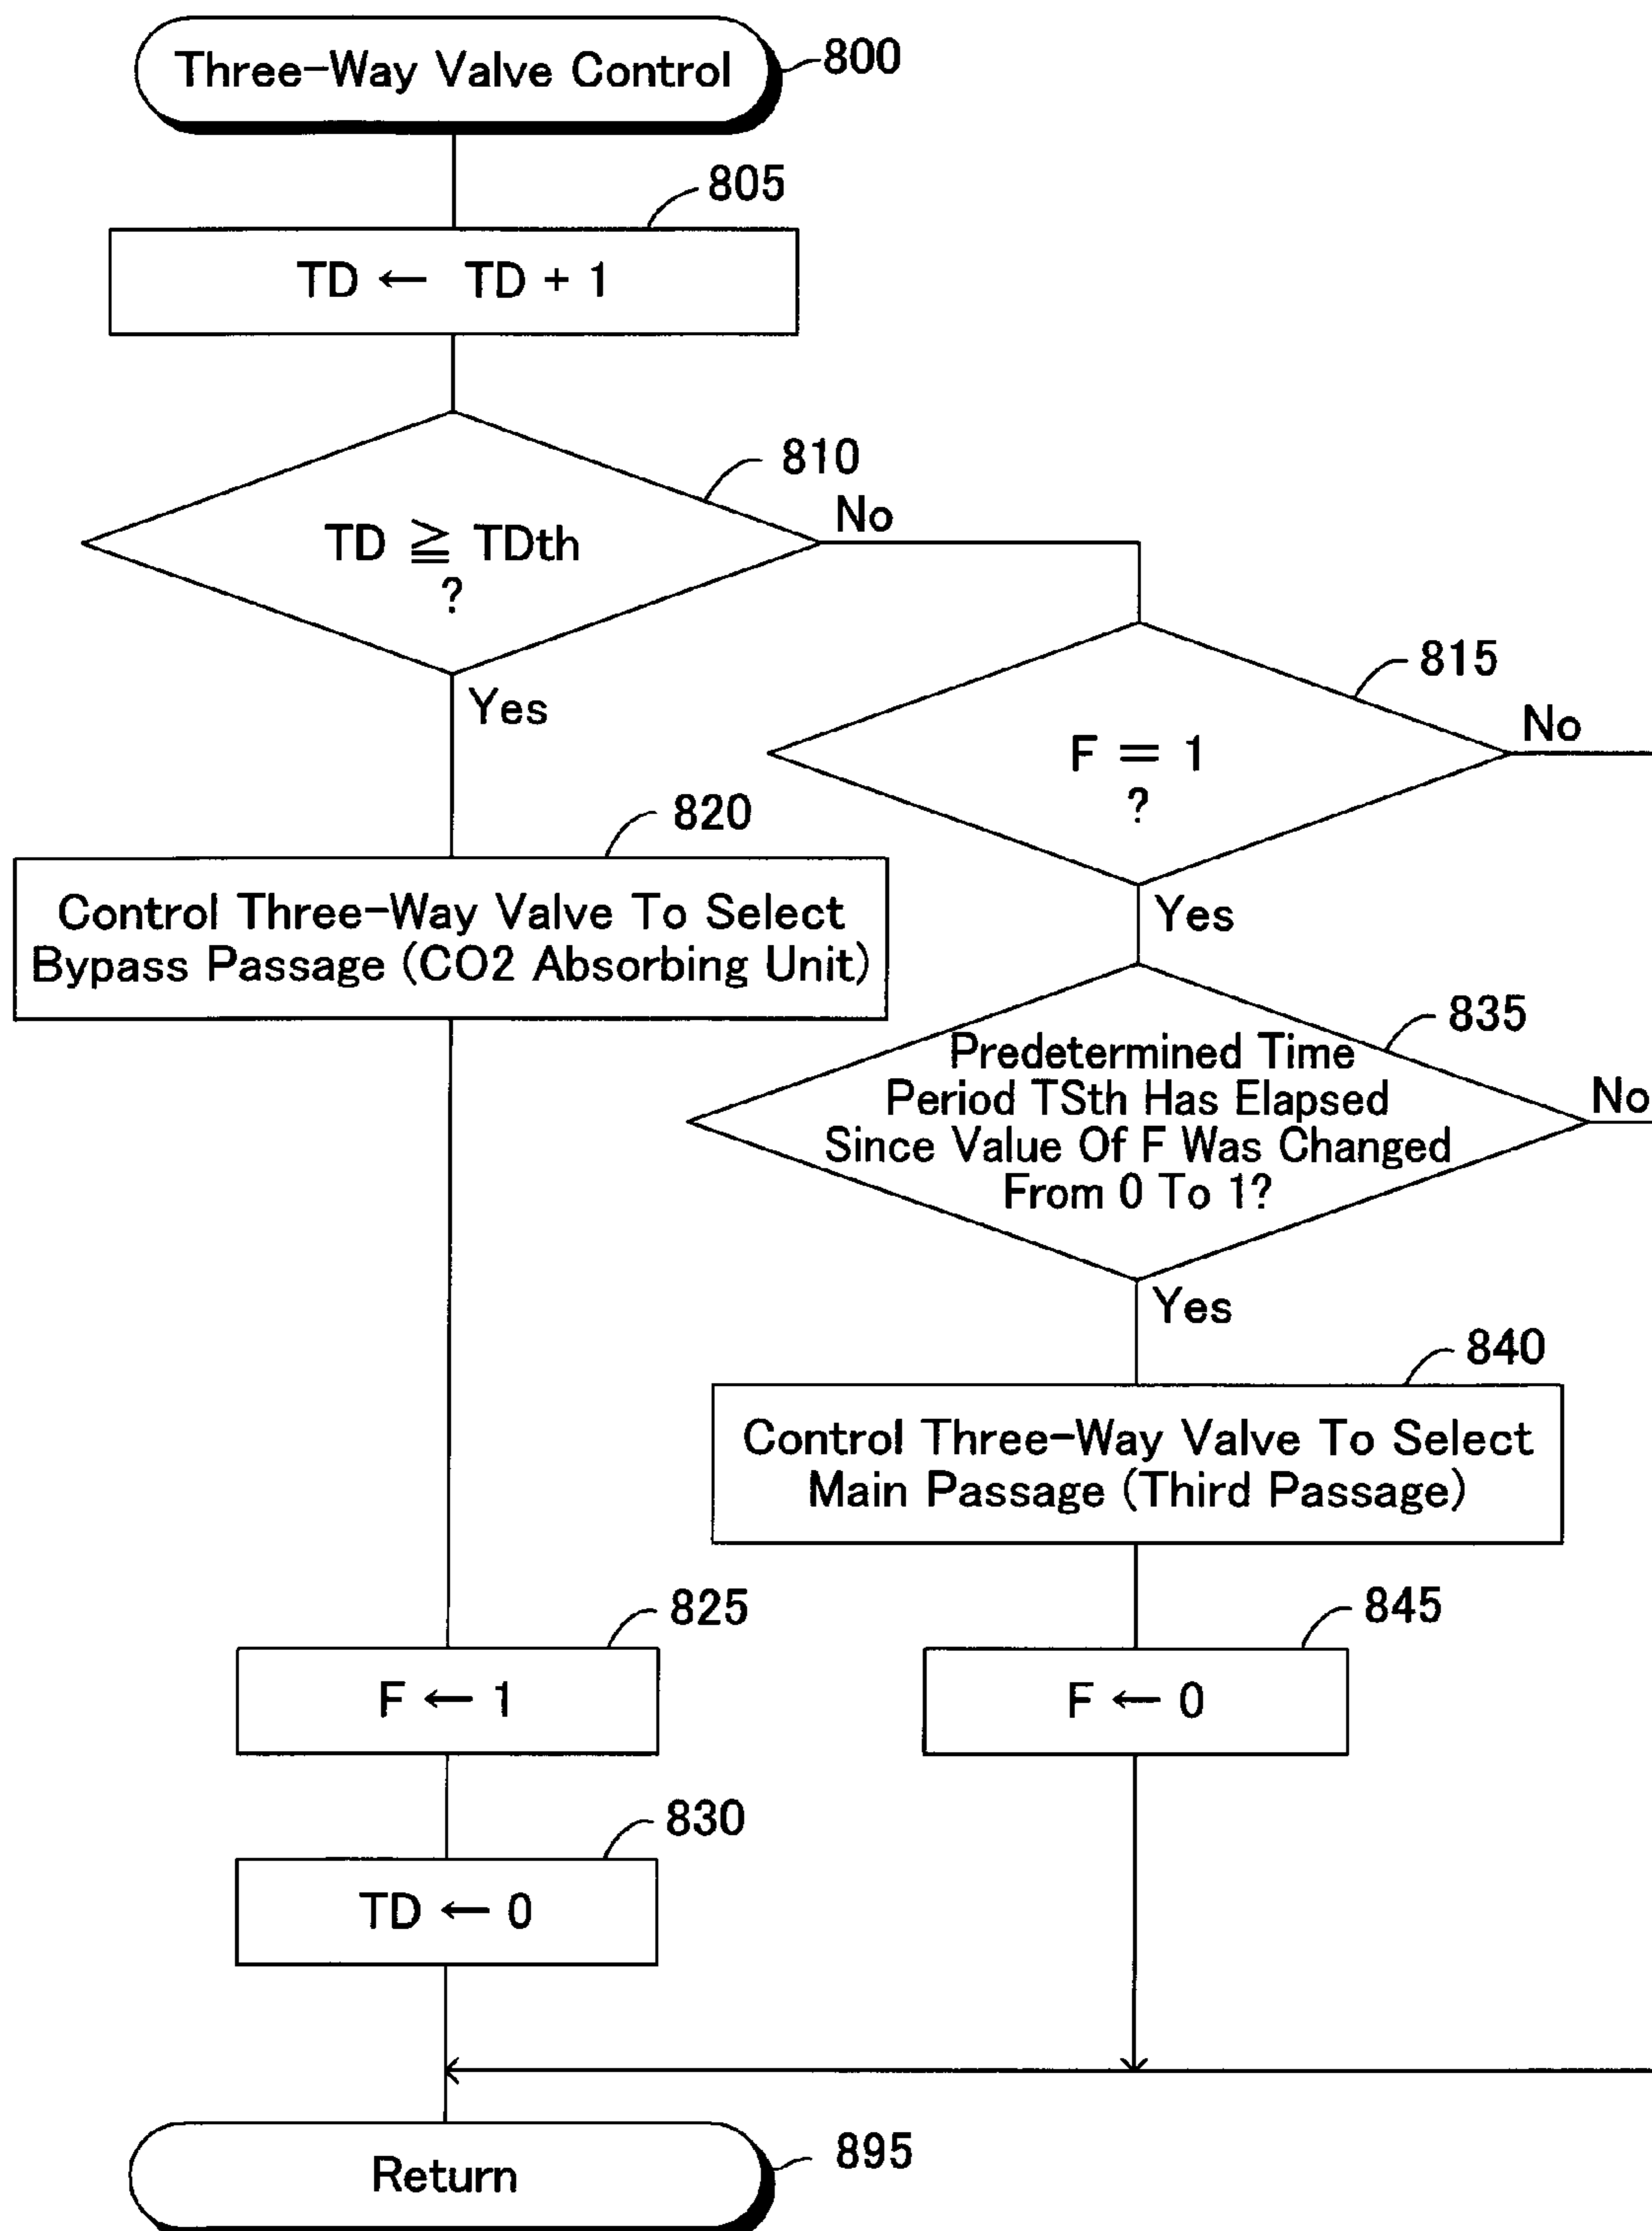 Three-Way Valve Control
800
805
TD ← TD + 1
810
TD ≧ TDth
?
No
Yes
815
F = 1
?
No
Yes
820
Control Three-Way Valve To Select
Bypass Passage (CO2 Absorbing Unit)
835
Predetermined Time
Period TSth Has Elapsed
Since Value Of F Was Changed
From 0 To 1?
No
Yes
840
Control Three-Way Valve To Select
Main Passage (Third Passage)
825
F ← 1
845
F ← 0
830
TD ← 0
Return
895